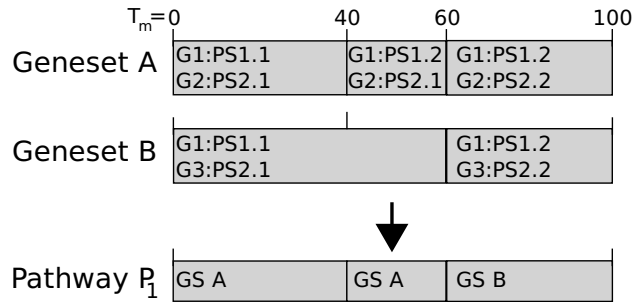 Tm=0 40 60 100
Geneset A
G1:PS1.1 G1:PS1.2 G1:PS1.2
G2:PS2.1 G2:PS2.1 G2:PS2.2
Geneset B
G1:PS1.1 G1:PS1.2
G3:PS2.1 G3:PS2.2
Pathway P1 GS A GS A GS B